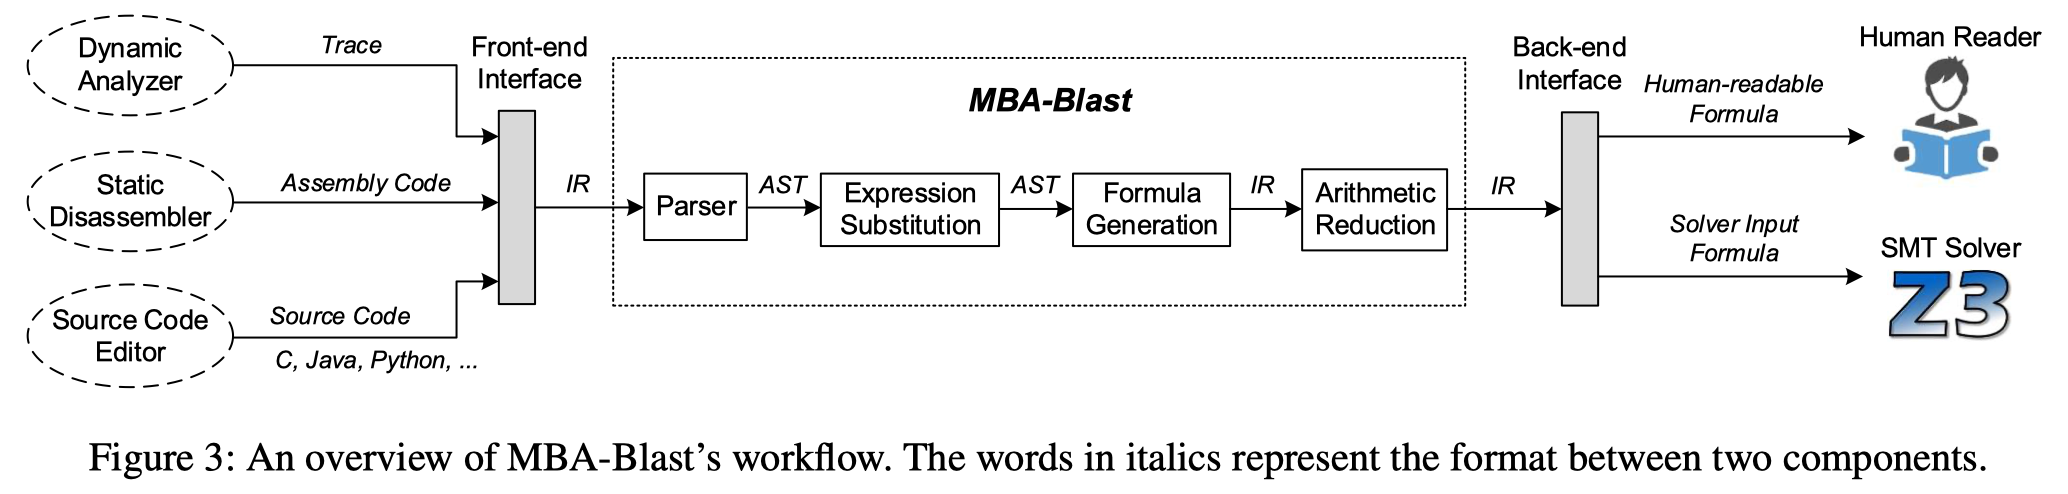 Dynamic
Analyzer
Trace
Front-end
Interface
Static
Disassembler
Assembly Code
Source Code
Editor
Source Code
C, Java, Python, ...
IR
MBA-Blast
Parser
AST
Expression
Substitution
AST
Formula
Generation
IR
Arithmetic
Reduction
IR
Back-end
Interface
Human-readable
Formula
Human Reader
Solver Input
Formula
SMT Solver
Z3
Figure 3: An overview of MBA-Blast's workflow. The words in italics represent the format between two components.